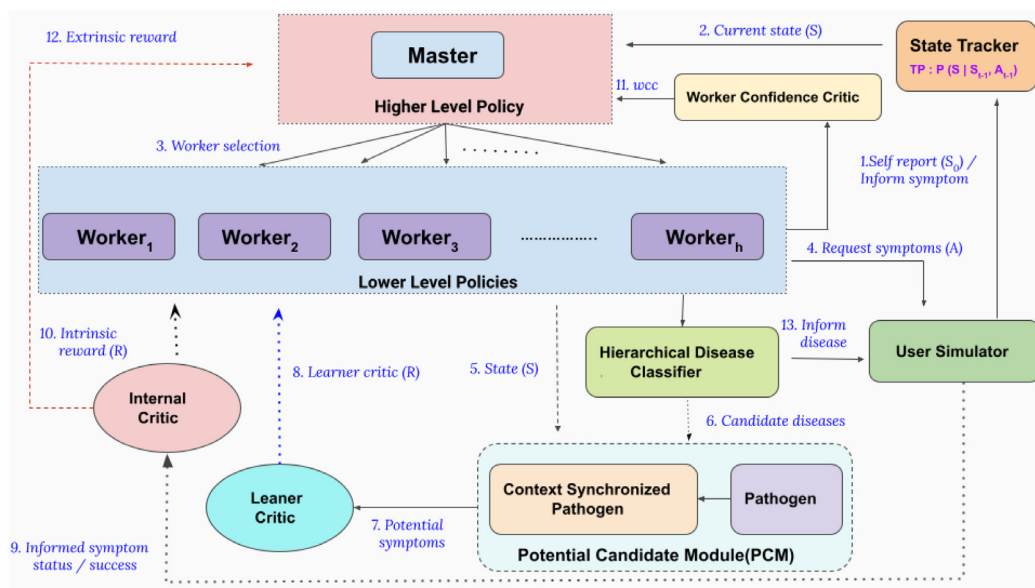 12. Extrinsic reward
2. Current state (S)
State Tracker
TP : P (S | S_t-1, A_t-1)
Master
Higher Level Policy
11. wcc
Worker Confidence Critic
3. Worker selection
1.Self report (S_0) /
Inform symptom
Worker_1
Worker_2
Worker_3
Worker_h
Lower Level Policies
4. Request symptoms (A)
10. Intrinsic
reward (R)
8. Learner critic (R)
5. State (S)
Hierarchical Disease
Classifier
13. Inform
disease
User Simulator
Internal
Critic
6. Candidate diseases
Leaner
Critic
7. Potential
symptoms
Context Synchronized
Pathogen
Pathogen
Potential Candidate Module(PCM)
9. Informed symptom
status / success